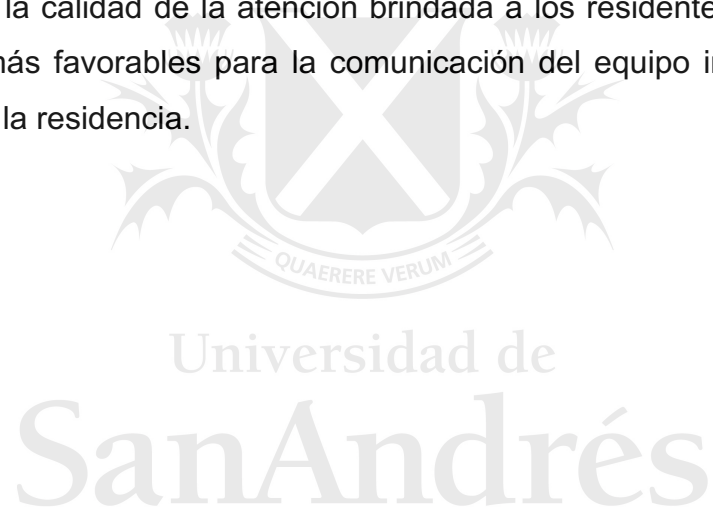 la calidad de la atención brindada a los residente
más favorables para la comunicación del equipo
la residencia.
QUAERERE VERUM
Universidad de
SanAndrés